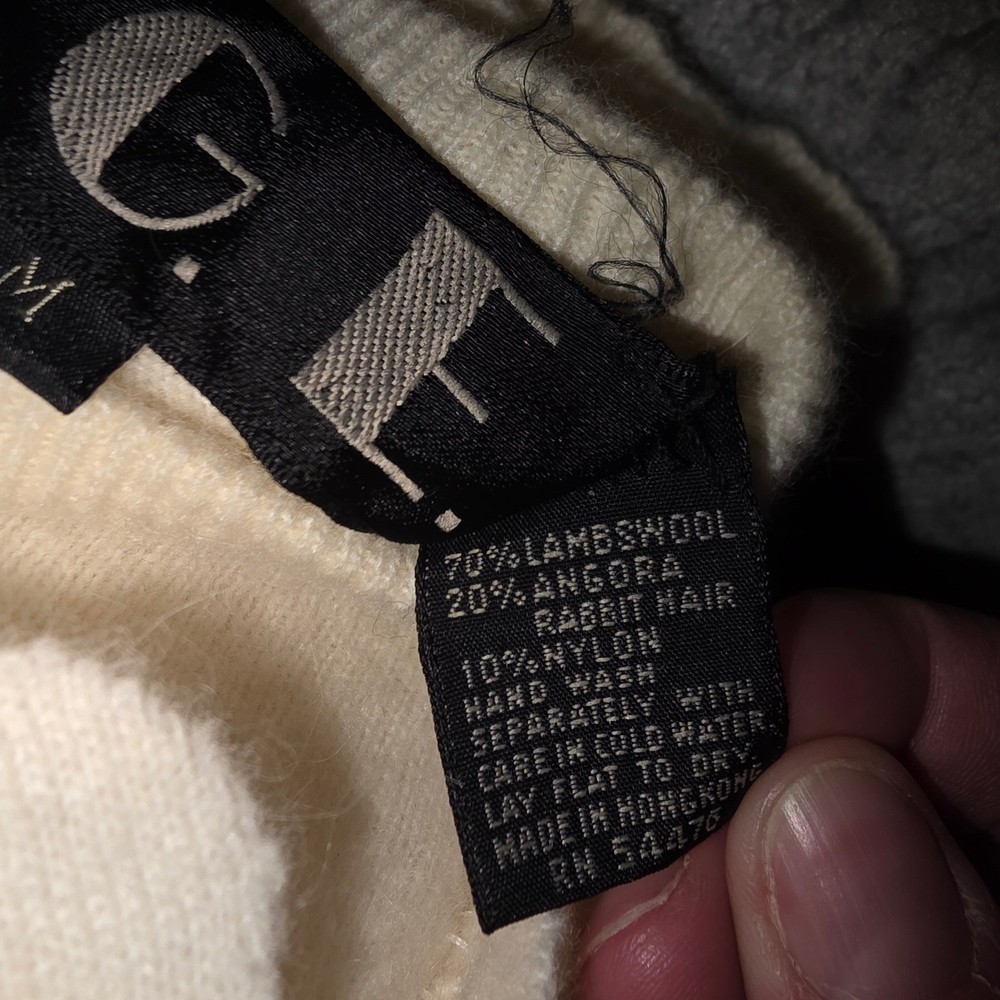 G.E.
M
70% LAMBSWOOL
20% ANGORA
RABBIT HAIR
10% NYLON
HAND WASH
SEPARATELY WITH
CARE IN COLD WATER
LAY FLAT TO DRY
MADE IN HONG KONG
RN 54476